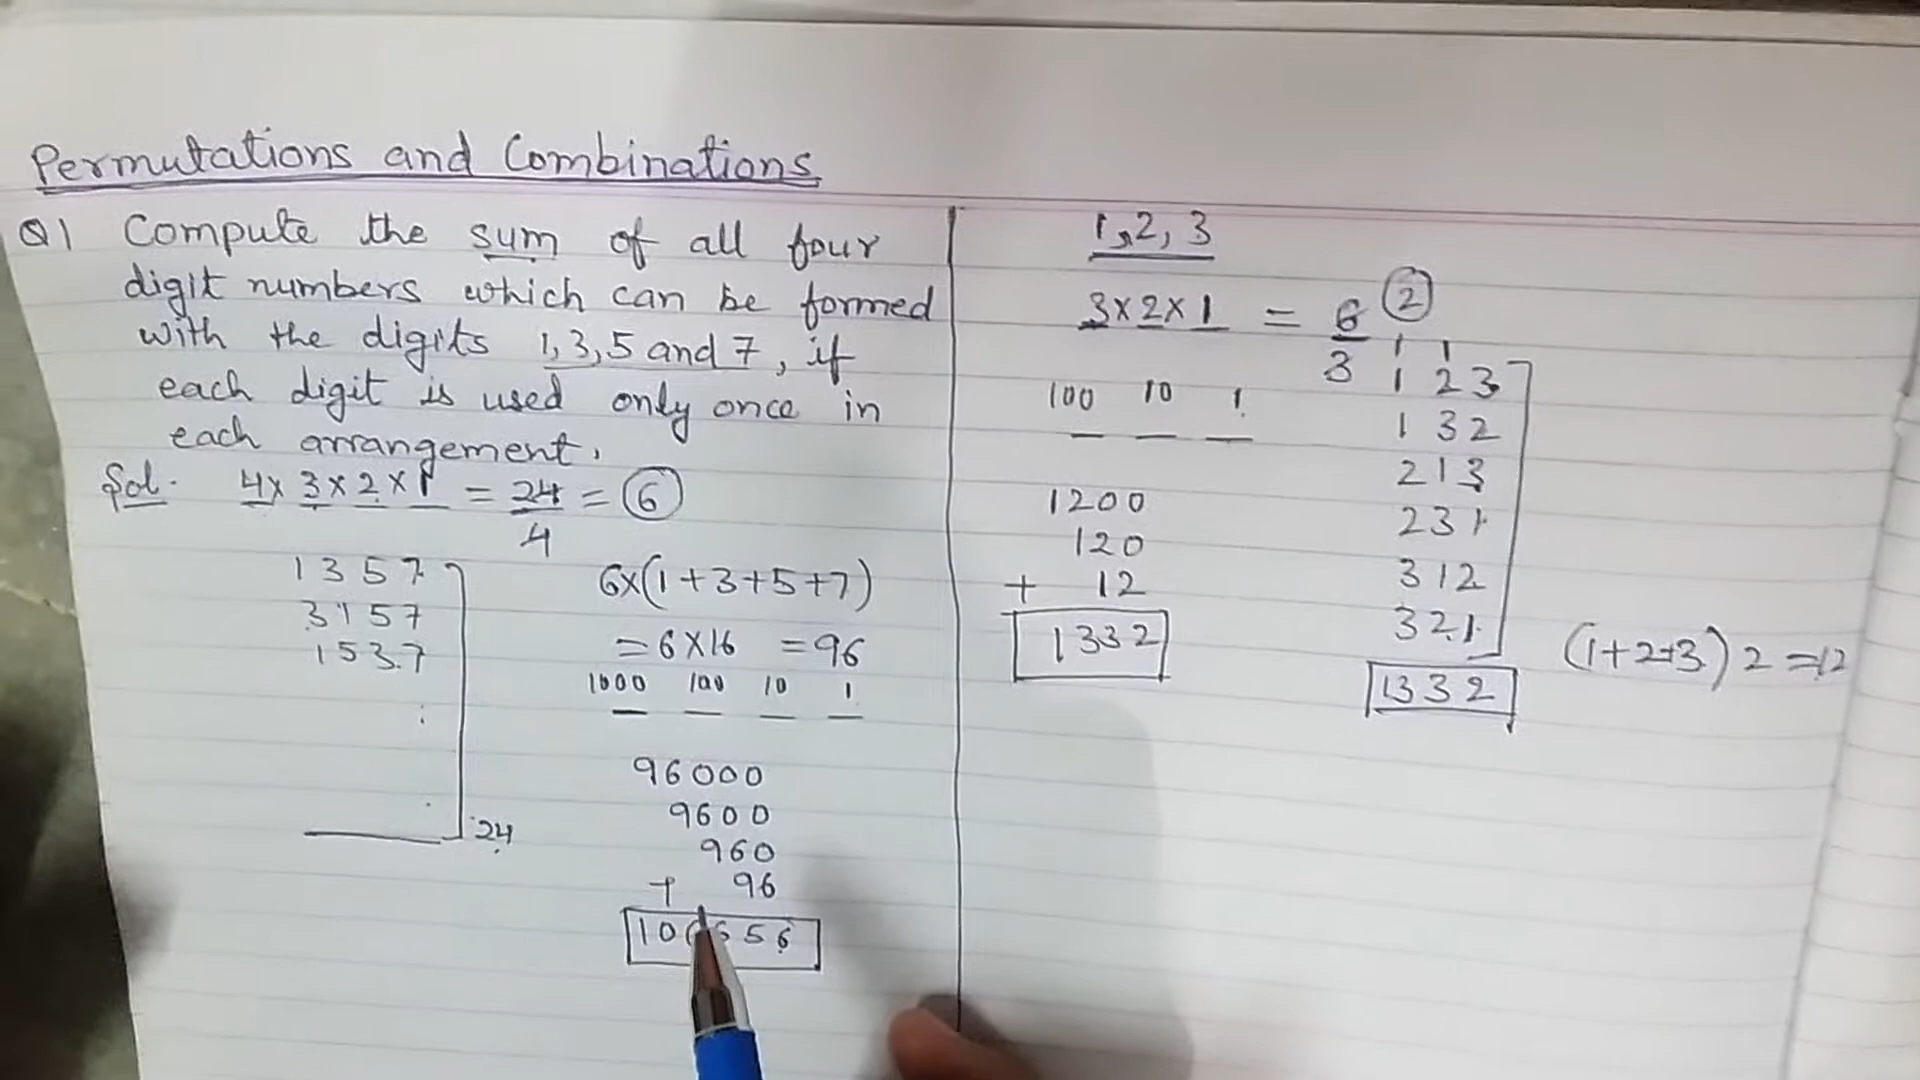 Permutations and Combinations
Q1 Compute the sum of all four
digit numbers which can be formed
with the digits 1,3,5 and 7, if
each digit is used only once in
each arrangement.
Sol. 4 × 3 × 2 × 1 = 24/4 = 6
1357
3157
1537
24
6×(1+3+5+7)
= 6×16 = 96
1000 100 10 1
96000
9600
960
+ 96
1,2,3
3×2×1 = 6/3 2
100 10 1
1 1
123
132
213
231
312
321
1332
1200
120
+ 12
1332
(1+2+3)2=12